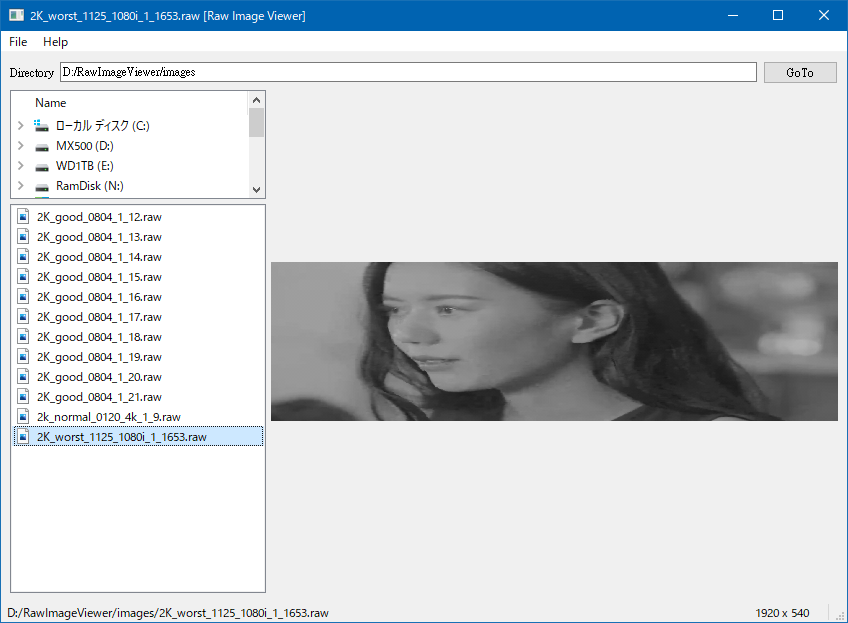 2K_worst_1125_1080i_1_1653.raw [Raw Image Viewer]
File Help
Directory D:/RawImageViewer/images GoTo
Name
ローカル ディスク (C:)
MX500 (D:)
WD1TB (E:)
RamDisk (N:)
2K_good_0804_1_12.raw
2K_good_0804_1_13.raw
2K_good_0804_1_14.raw
2K_good_0804_1_15.raw
2K_good_0804_1_16.raw
2K_good_0804_1_17.raw
2K_good_0804_1_18.raw
2K_good_0804_1_19.raw
2K_good_0804_1_20.raw
2K_good_0804_1_21.raw
2k_normal_0120_4k_1_9.raw
2K_worst_1125_1080i_1_1653.raw
D:/RawImageViewer/images/2K_worst_1125_1080i_1_1653.raw 1920 x 540